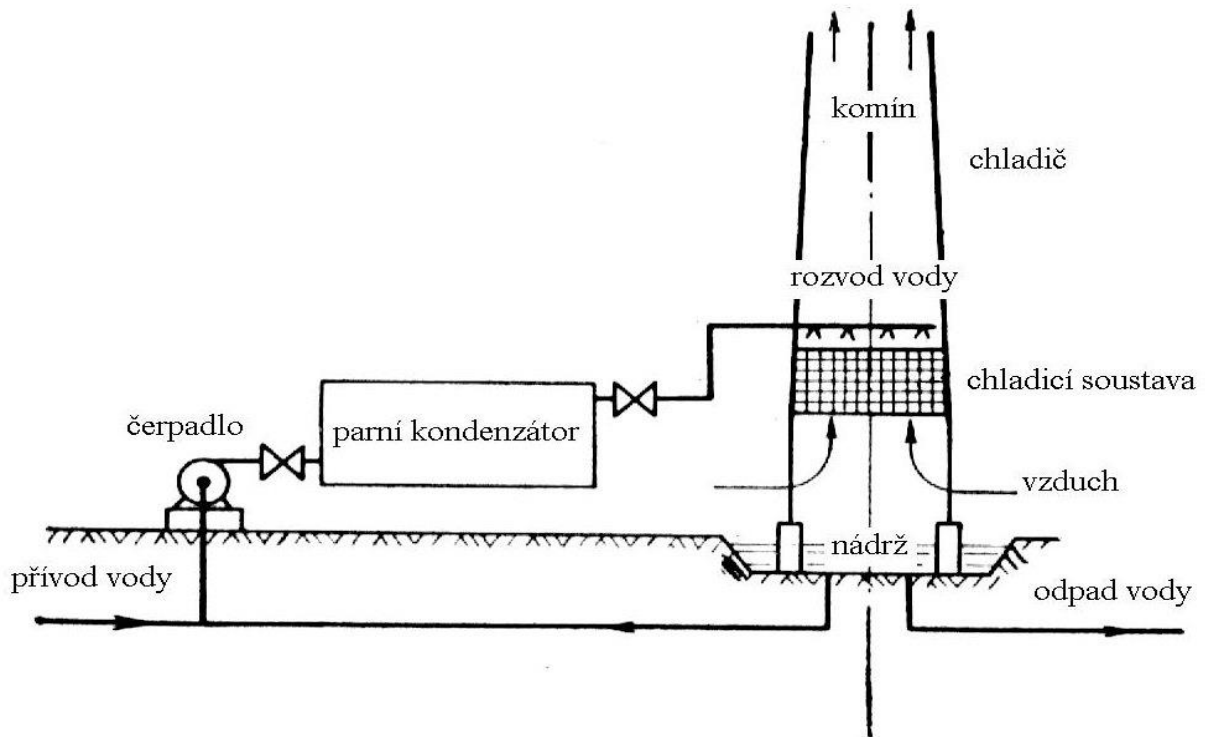 komín
chladič
rozvod vody
chladicí soustava
čerpadlo
parní kondenzátor
vzduch
nádrž
přívod vody
odpad vody